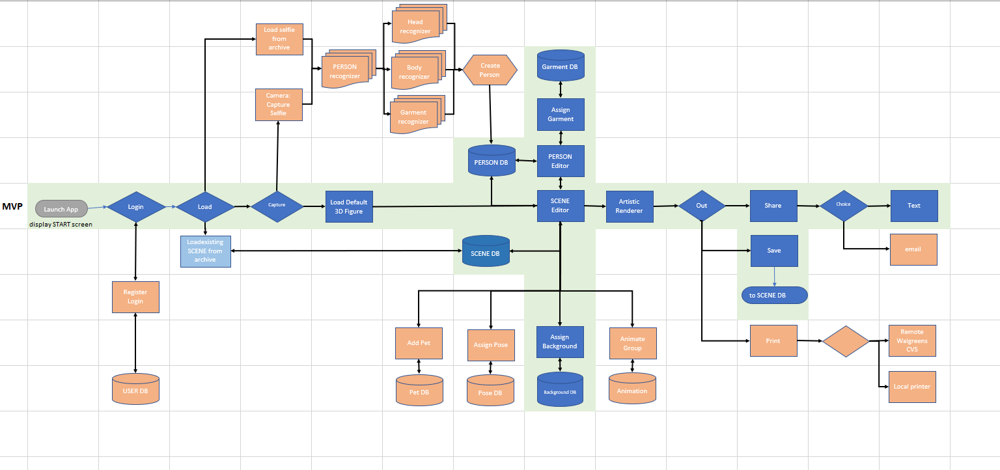 Head
recognizer
Load selfie
from
archive
PERSON
recognizer
Body
recognizer
Create
Person
Garment DB
Camera:
Capture
Selfie
Garment
recognizer
Assign
Garment
PERSON DB
PERSON
Editor
MVP
Launch App
display START screen
Login
Load
Capture
Load Default
3D Figure
SCENE
Editor
Artistic
Renderer
Out
Share
Choice
Text
Loadexisting
SCENE from
archive
SCENE DB
Save
email
Register
Login
to SCENE DB
Add Pet
Assign Pose
Assign
Background
Animate
Group
Print
Remote
Walgreens
CVS
USER DB
Pet DB
Pose DB
Background DB
Animation
Local printer